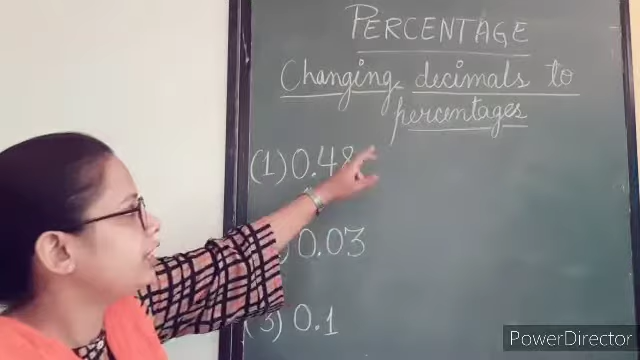 PERCENTAGE
Changing decimals to
percentages
(1) 0.48
) 0.03
(3) 0.1
PowerDirector